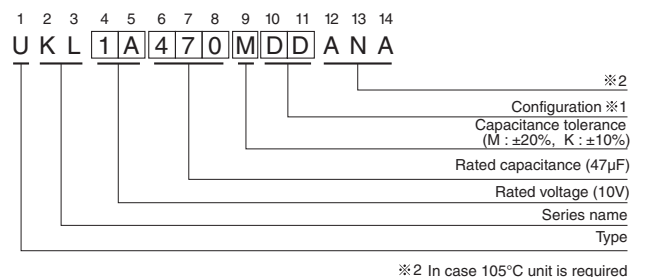 1 2 3 4 5 6 7 8 9 10 11 12 13 14
U K L 1 A 4 7 0 M D D A N A
※2
Configuration ※1
Capacitance tolerance
(M : ±20%, K : ±10%)
Rated capacitance (47µF)
Rated voltage (10V)
Series name
Type
※2 In case 105°C unit is required